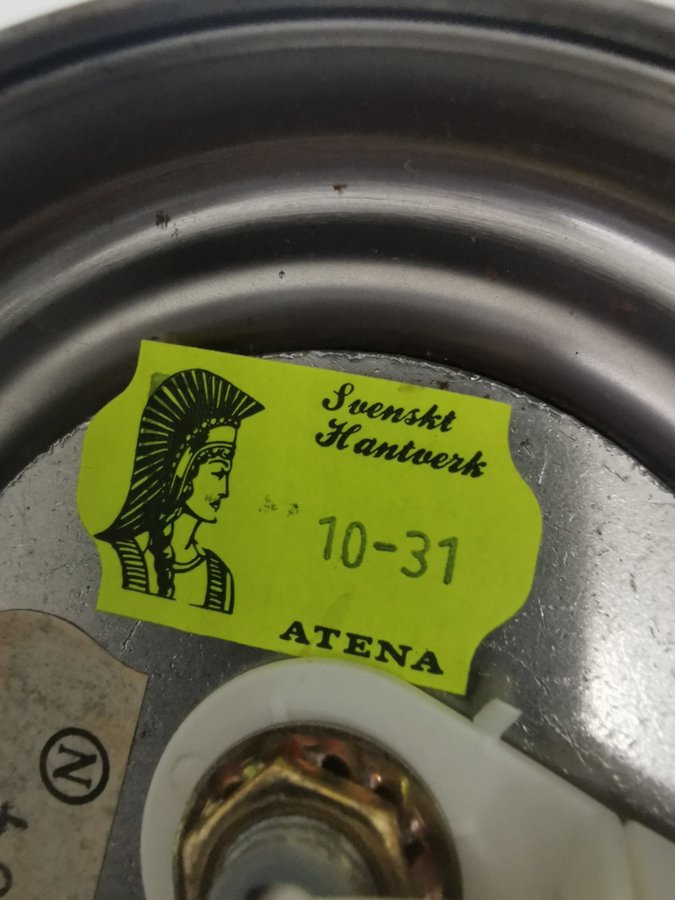 Svenskt
Hantverk
10-31
ATENA
N